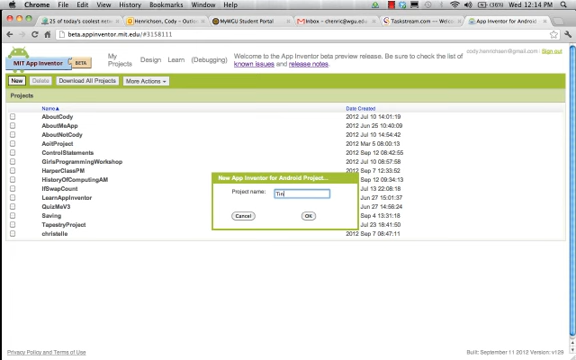 Chrome File Edit View History Bookmarks Window Help (98%) Wed 12:14 PM
25 of today's coolest netwo Henrichsen, Cody - Outloo MyWGU Student Portal Inbox - chenric@wgu.edu Taskstream.com - Welcome App Inventor for Android
beta.appinventor.mit.edu/#3158111
cody.henrichsen@gmail.com Sign out
MIT App Inventor BETA My Projects Design Learn (Debugging) Welcome to the App Inventor beta preview release. Be sure to check the list of
known issues and release notes.
New Delete Download All Projects More Actions
Projects
Name Date Created
AboutCody 2012 Jul 10 14:01:19
AboutMeApp 2012 Jun 25 10:40:09
AboutNotCody 2012 Jul 10 14:54:42
AoitProject 2012 Mar 5 08:00:13
ControlStatements 2012 Sep 12 08:42:55
GirlsProgrammingWorkshop 2012 Jul 10 08:57:58
HarperClassPM 2012 Sep 7 12:33:52
HistoryOfComputingAM 2012 Sep 12 09:34:13
IfSwapCount 2012 Jul 13 22:08:18
LearnAppInventor 2012 Jun 27 15:01:37
QuizMeV3 2012 Jun 27 14:58:24
Saving 2012 Sep 4 13:31:18
TapestryProject 2012 Jul 23 18:41:50
christelle 2012 Sep 7 08:47:11
New App Inventor for Android Project...
Project name: Tim
Cancel OK
Privacy Policy and Terms of Use Built: September 11 2012 Version: v129